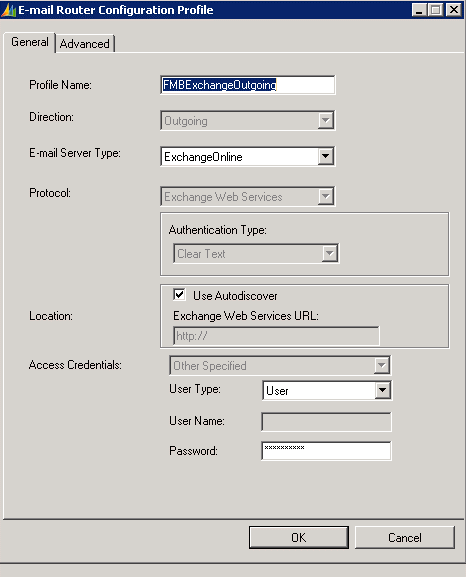 E-mail Router Configuration Profile
General
Advanced
Profile Name:
FMBExchangeOutgoing
Direction:
Outgoing
E-mail Server Type:
ExchangeOnline
Protocol:
Exchange Web Services
Authentication Type:
Clear Text
Use Autodiscover
Location:
Exchange Web Services URL:
http://
Access Credentials:
Other Specified
User Type:
User
User Name:
Password:
**********
OK
Cancel